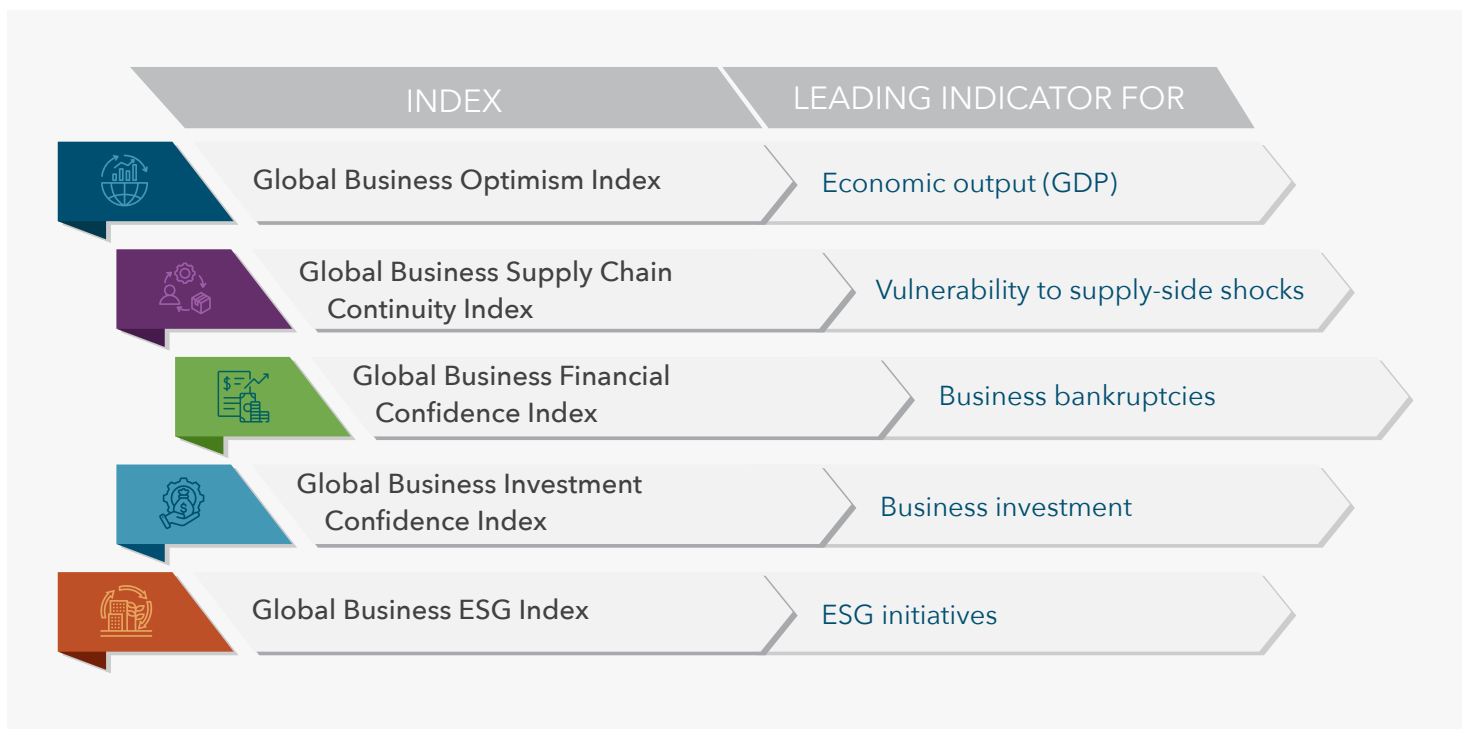 INDEX
LEADING INDICATOR FOR
Global Business Optimism Index
Economic output (GDP)
Global Business Supply Chain
Continuity Index
Vulnerability to supply-side shocks
Global Business Financial
Confidence Index
Business bankruptcies
Global Business Investment
Confidence Index
Business investment
Global Business ESG Index
ESG initiatives